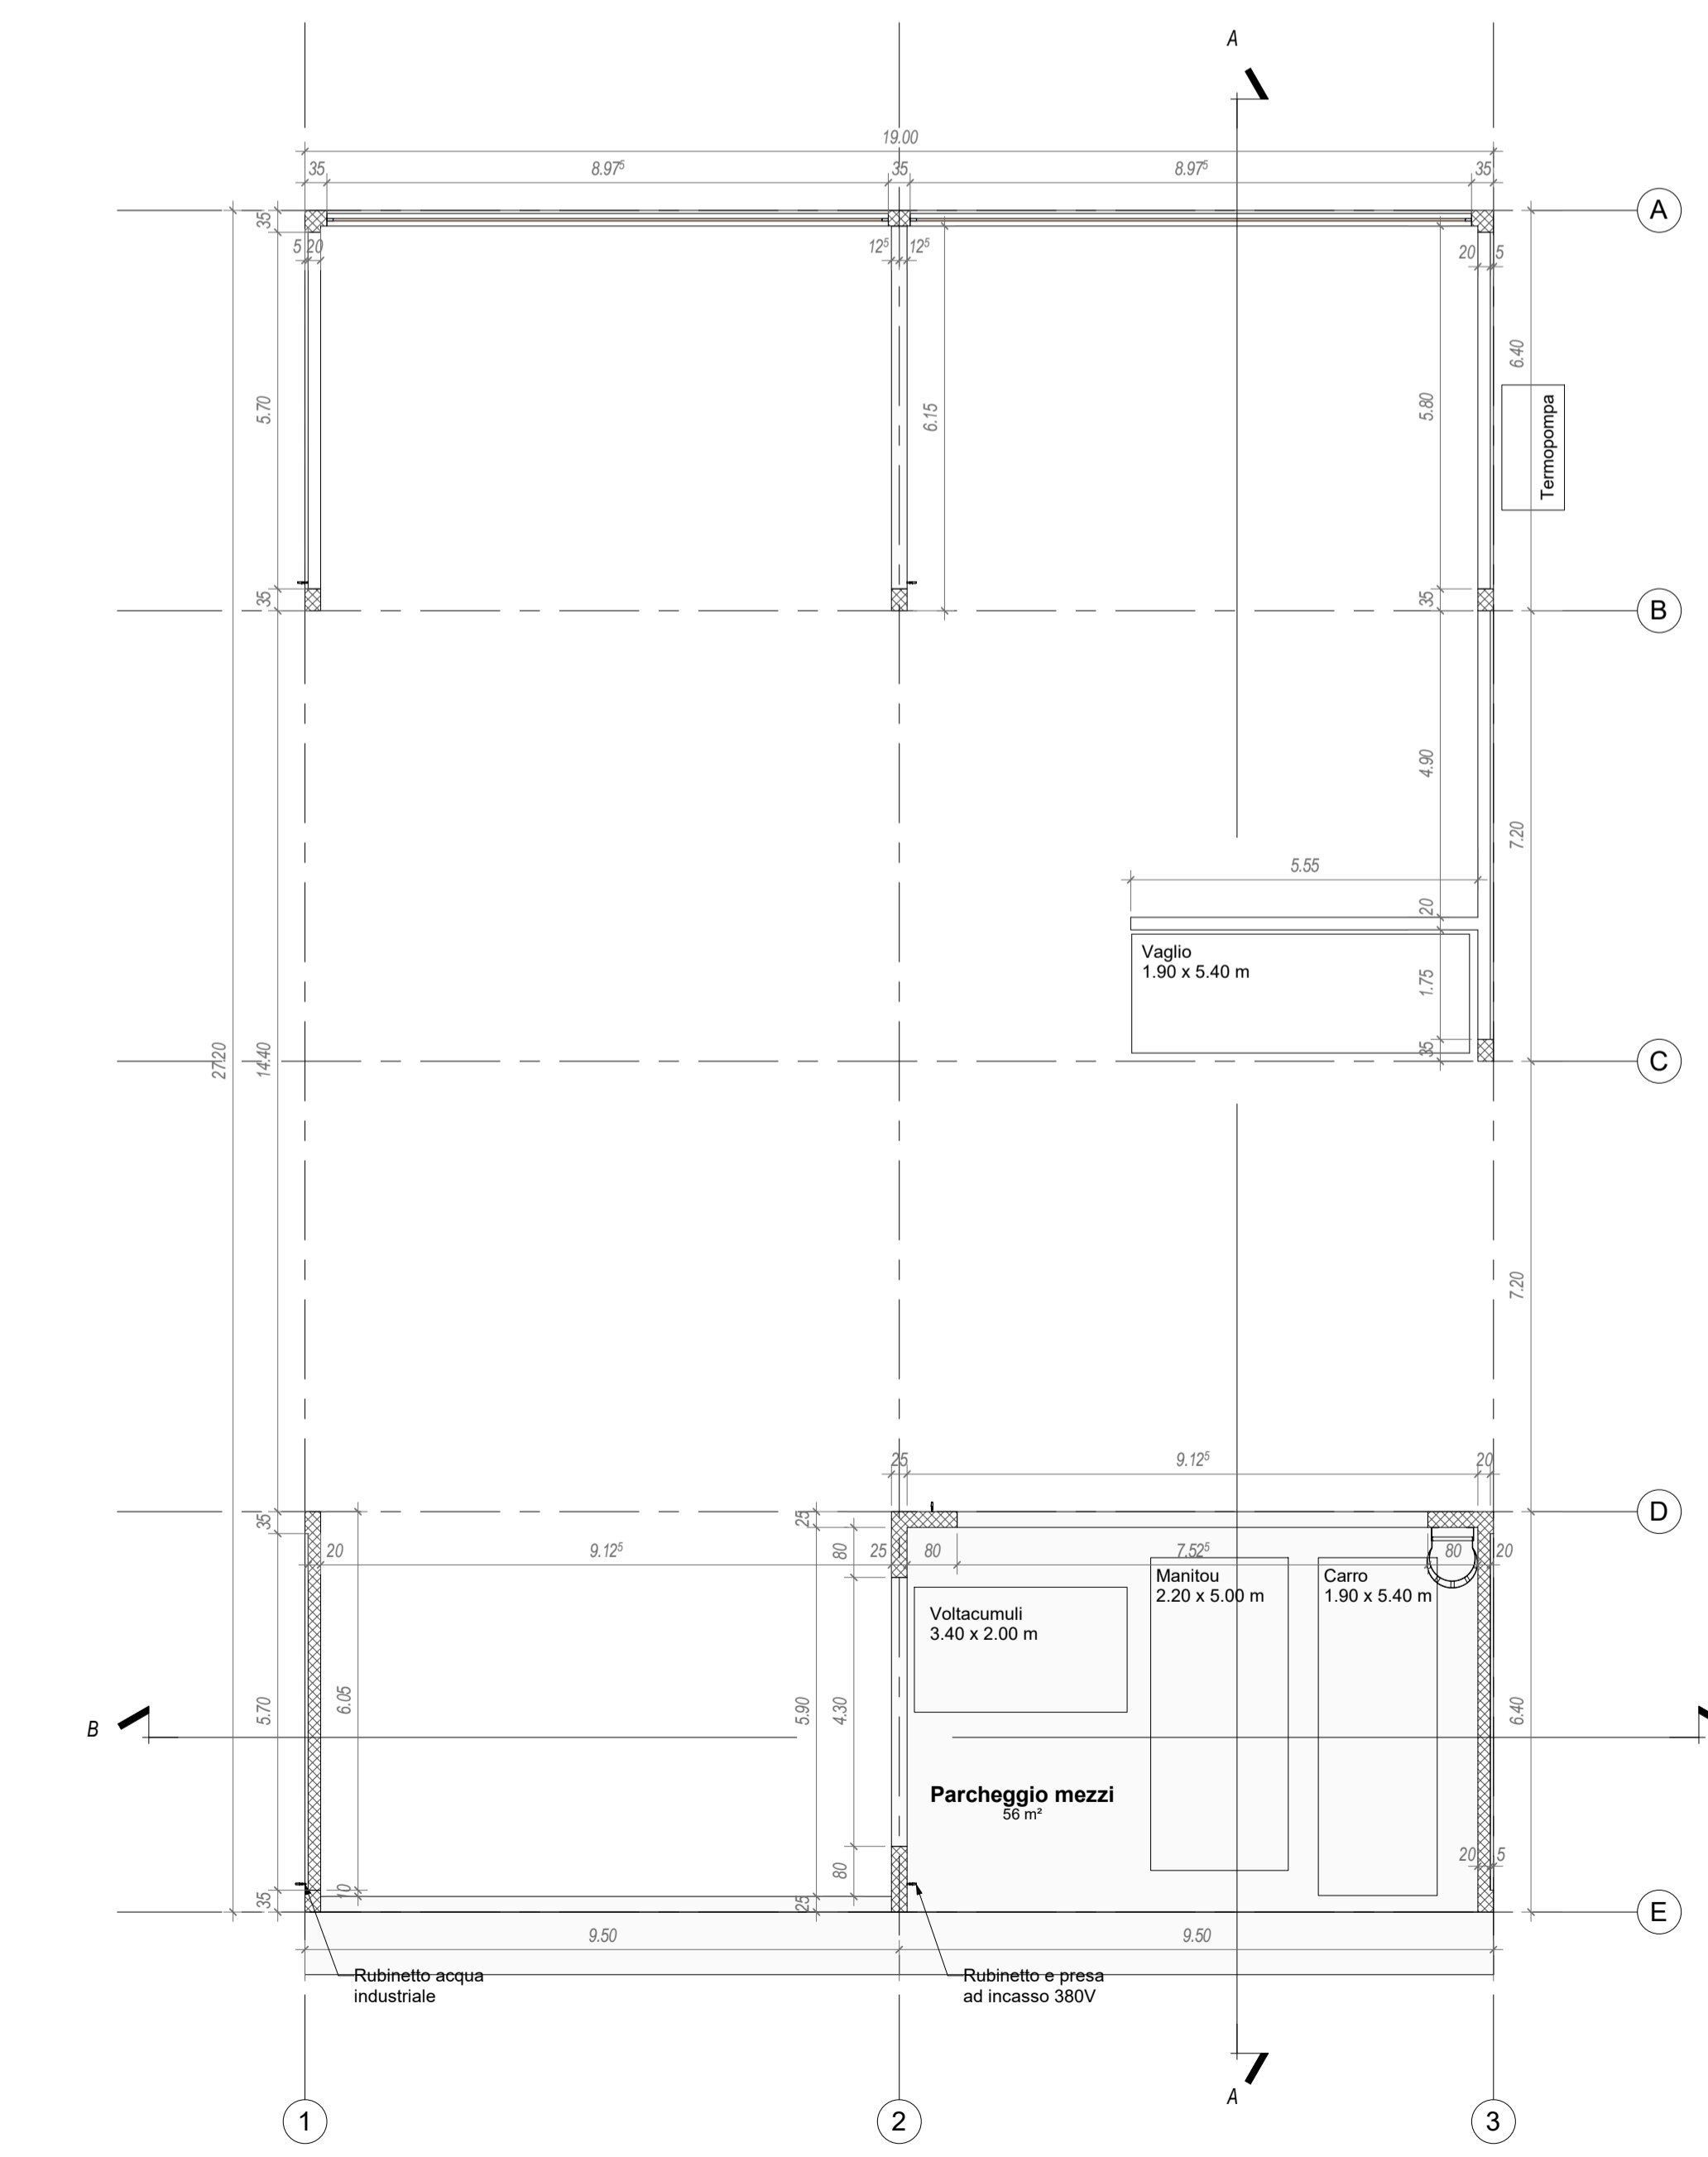 A
19.00
35
8.97⁵
35
8.97⁵
35
A
35
5 20
12⁵
12⁵
20
5
6.40
5.70
6.15
5.80
Termopompa
35
35
B
4.90
7.20
5.55
20
Vaglio
1.90 x 5.40 m
1.75
27.20
14.40
35
C
7.20
25
9.12⁵
20
35
25
D
20
9.12⁵
80
25
80
7.52⁵
80
20
Manitou
2.20 x 5.00 m
Carro
1.90 x 5.40 m
Voltacumuli
3.40 x 2.00 m
5.70
6.05
5.90
4.30
6.40
B
Parcheggio mezzi
56 m²
20
5
80
35
10
25
E
9.50
9.50
Rubinetto acqua
industriale
Rubinetto e presa
ad incasso 380V
A
1
2
3